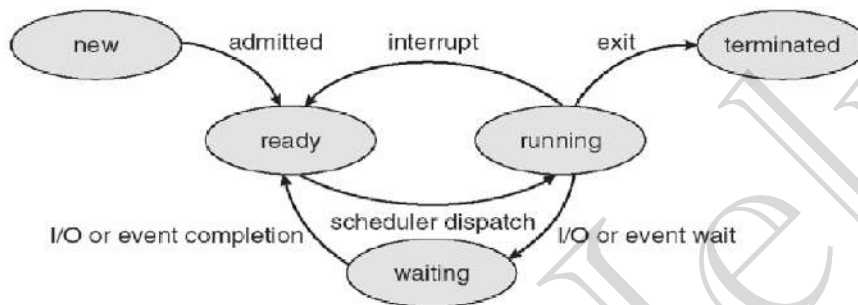 new
admitted
interrupt
exit
terminated
ready
running
I/O or event completion
scheduler dispatch
I/O or event wait
waiting